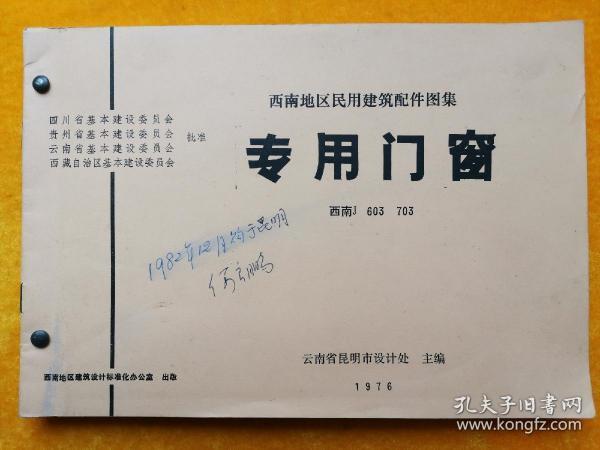 西南地区民用建筑配件图集
四川省基本建设委员会
贵州省基本建设委员会
云南省基本建设委员会
西藏自治区基本建设委员会
批准
专用门窗
西南J 603 703
1982年12月购于昆明
云南省昆明市设计处 主编
1976
西南地区建筑设计标准化办公室 出版
孔夫子旧书网
www.kongfz.com